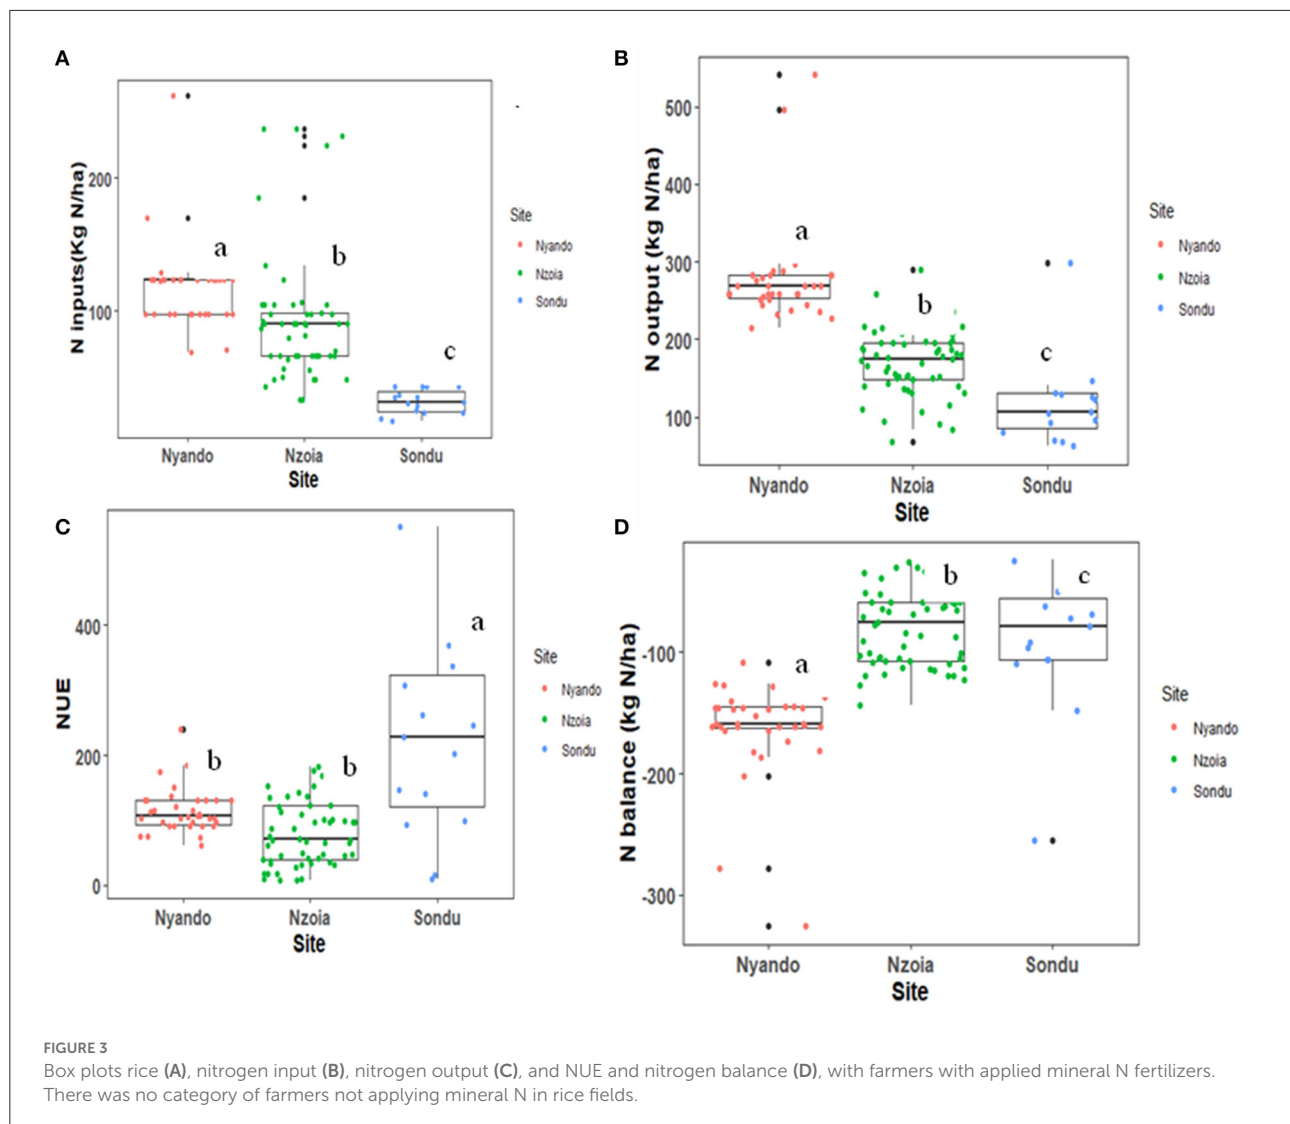 A
N inputs(Kg N/ha)
200
100
a
b
c
Nyando
Nzoia
Sondu
Site
Site
Nyando
Nzoia
Sondu
B
N output (kg N/ha)
500
400
300
200
100
a
b
c
Nyando
Nzoia
Sondu
Site
Site
Nyando
Nzoia
Sondu
C
NUE
400
200
0
b
b
a
Nyando
Nzoia
Sondu
Site
Site
Nyando
Nzoia
Sondu
D
N balance (kg N/ha)
-100
-200
-300
a
b
c
Nyando
Nzoia
Sondu
Site
Site
Nyando
Nzoia
Sondu
FIGURE 3
Box plots rice (A), nitrogen input (B), nitrogen output (C), and NUE and nitrogen balance (D), with farmers with applied mineral N fertilizers.
There was no category of farmers not applying mineral N in rice fields.